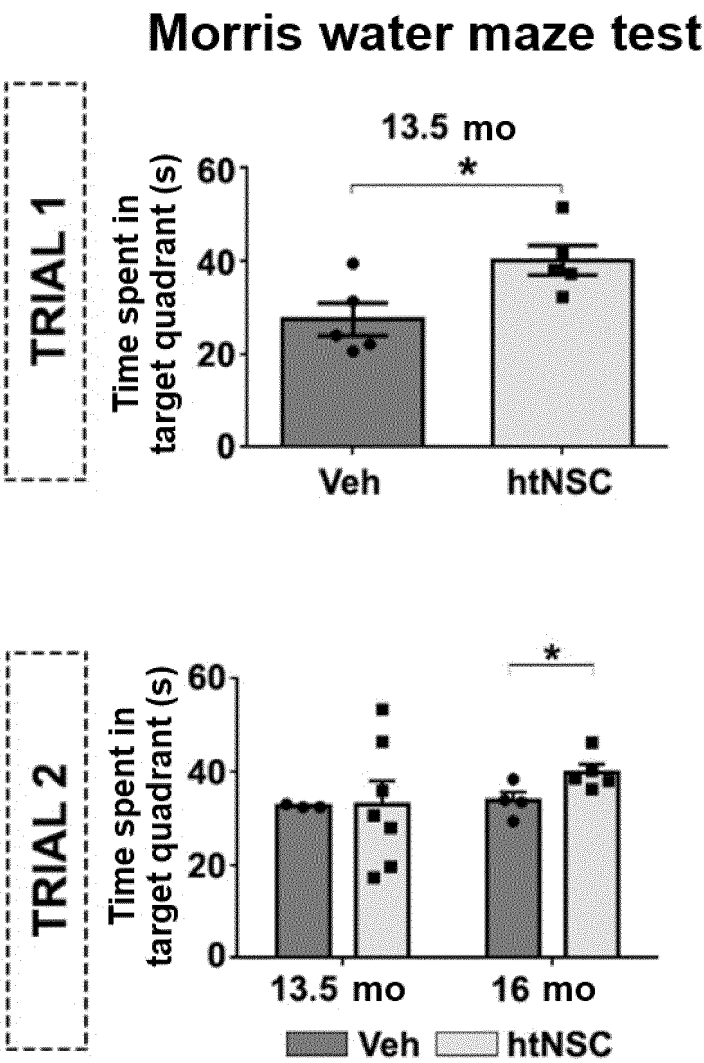 Morris water maze test
TRIAL 1
13.5 mo
*
Time spent in
target quadrant (s)
60
40
20
0
Veh
htNSC
TRIAL 2
*
Time spent in
target quadrant (s)
60
40
20
0
13.5 mo
16 mo
Veh
htNSC